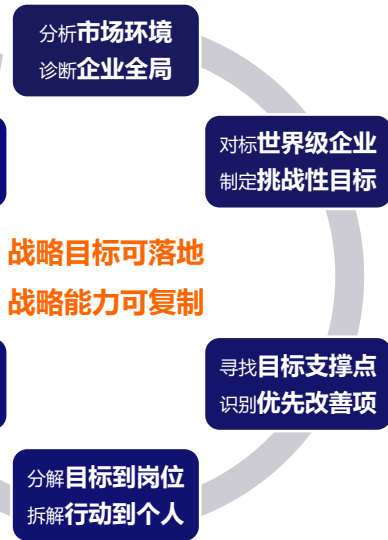 分析市场环境
诊断企业全局
对标世界级企业
制定挑战性目标
战略目标可落地
战略能力可复制
寻找目标支撑点
识别优先改善项
分解目标到岗位
拆解行动到个人